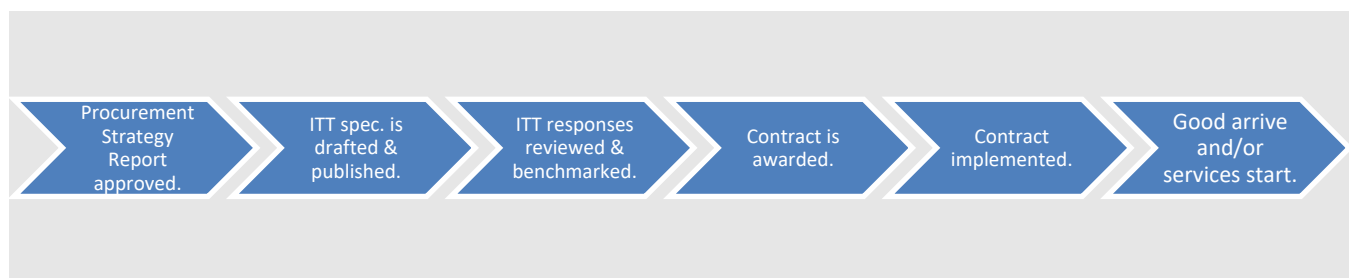 Procurement
Strategy
Report
approved.
ITT spec. is
drafted &
published.
ITT responses
reviewed &
benchmarked.
Contract is
awarded.
Contract
implemented.
Good arrive
and/or
services start.